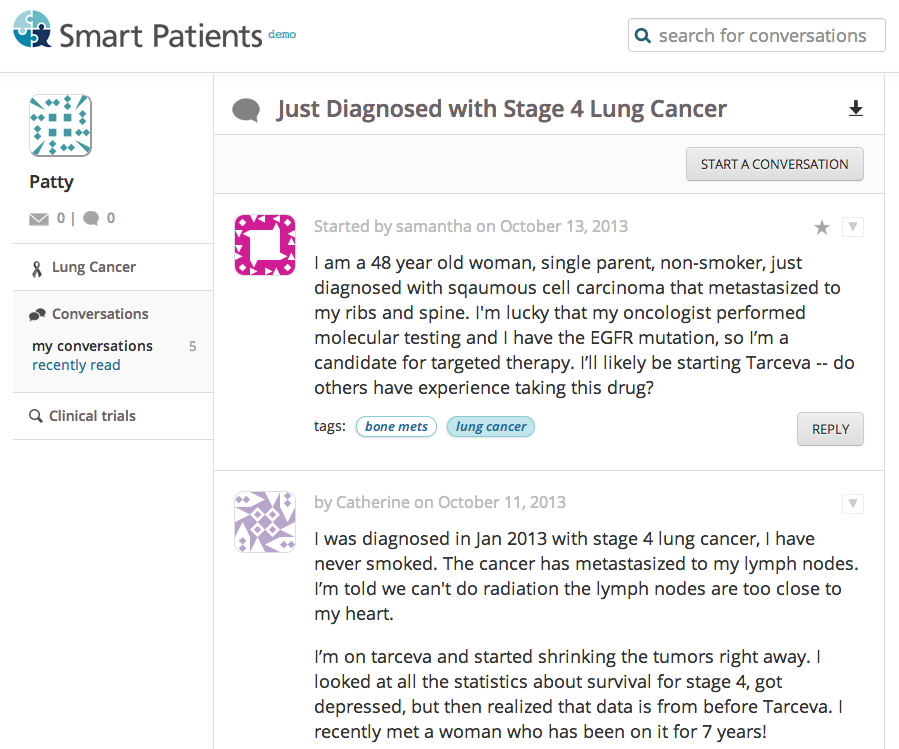 Smart Patients demo
search for conversations
Patty
0 | 0
Lung Cancer
Conversations
my conversations 5
recently read
Clinical trials
Just Diagnosed with Stage 4 Lung Cancer
START A CONVERSATION
Started by samantha on October 13, 2013
I am a 48 year old woman, single parent, non-smoker, just
diagnosed with sqaumous cell carcinoma that metastasized to
my ribs and spine. I'm lucky that my oncologist performed
molecular testing and I have the EGFR mutation, so I’m a
candidate for targeted therapy. I’ll likely be starting Tarceva -- do
others have experience taking this drug?
tags: bone mets lung cancer
REPLY
by Catherine on October 11, 2013
I was diagnosed in Jan 2013 with stage 4 lung cancer, I have
never smoked. The cancer has metastasized to my lymph nodes.
I’m told we can't do radiation the lymph nodes are too close to
my heart.
I’m on tarceva and started shrinking the tumors right away. I
looked at all the statistics about survival for stage 4, got
depressed, but then realized that data is from before Tarceva. I
recently met a woman who has been on it for 7 years!